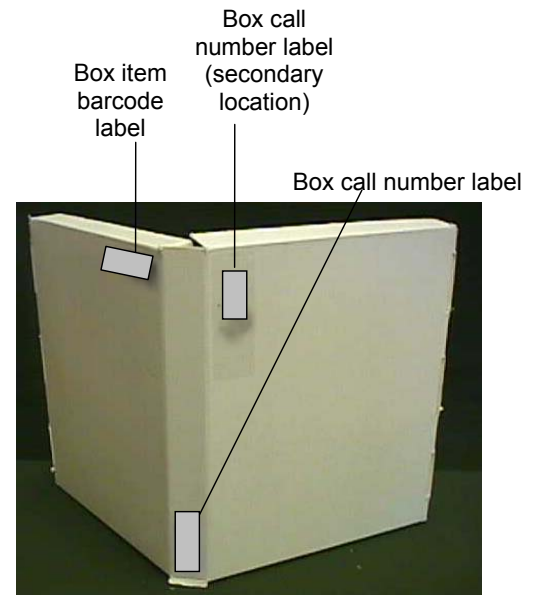 Box call
number label
(secondary
location)
Box item
barcode
label
Box call number label